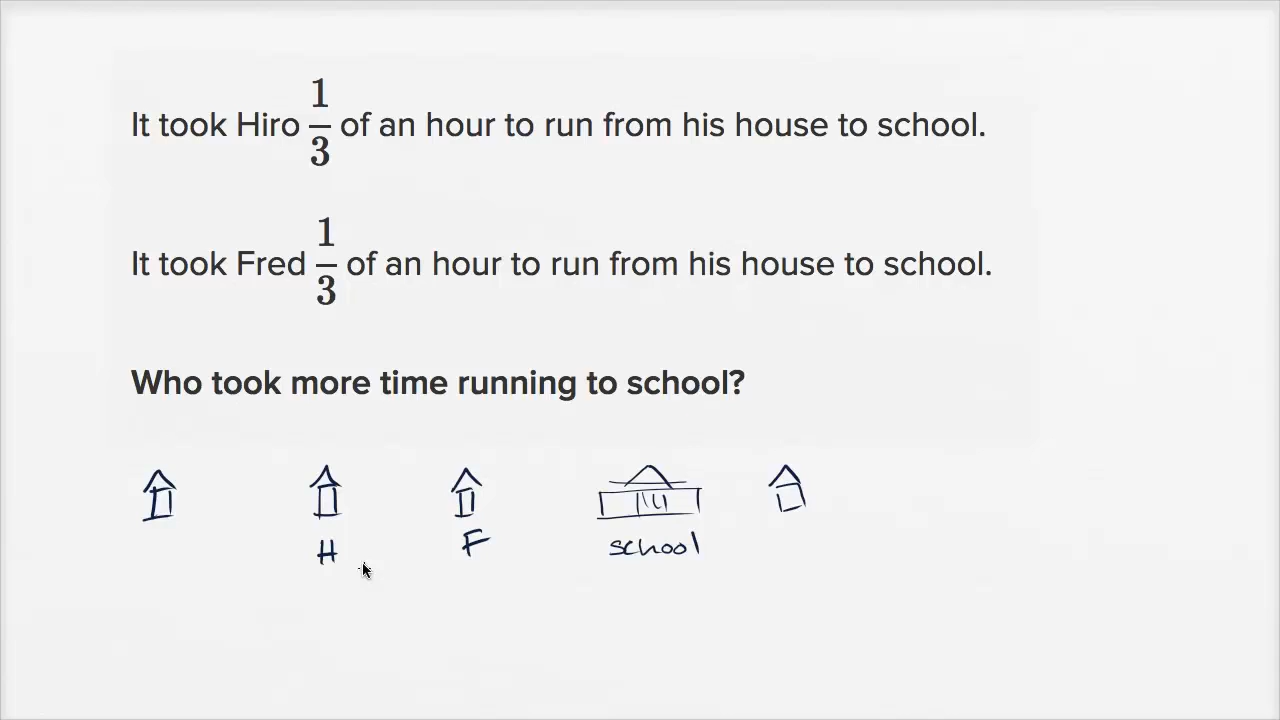 It took Hiro 1/3 of an hour to run from his house to school.
It took Fred 1/3 of an hour to run from his house to school.
Who took more time running to school?
H F school